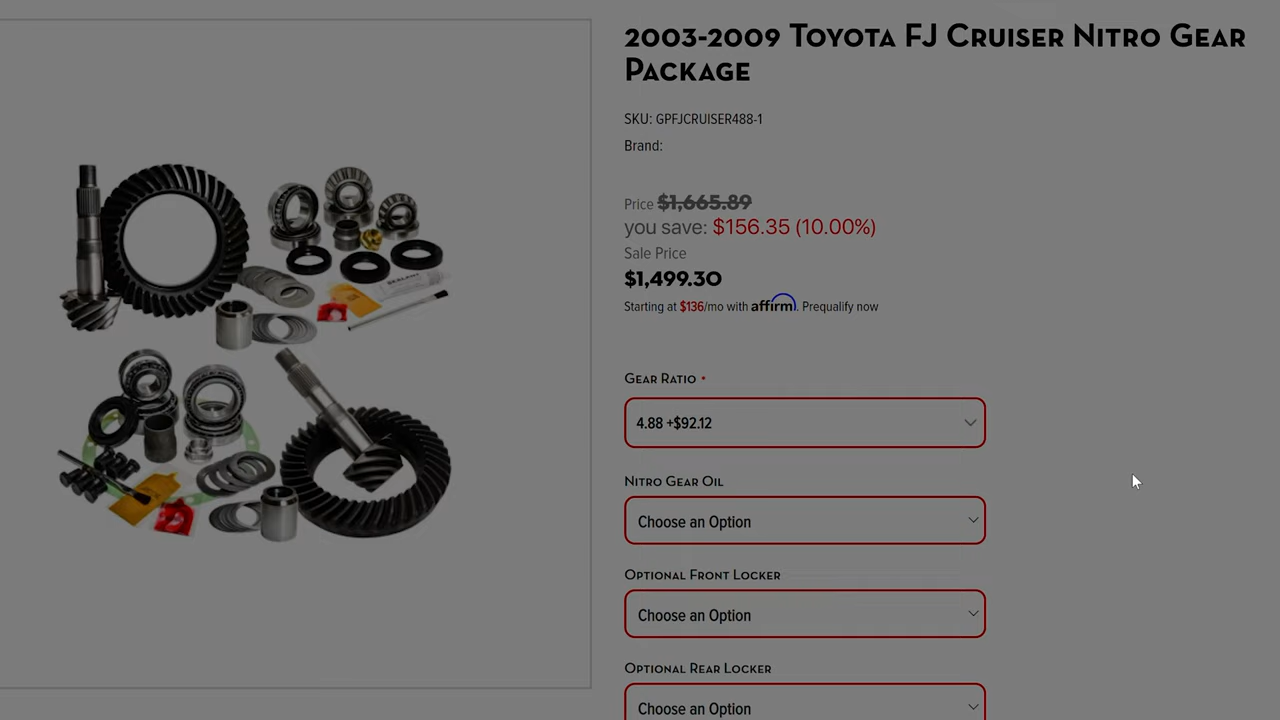 2003-2009 Toyota FJ Cruiser Nitro Gear
Package
SKU: GPFJCRUISER488-1
Brand:
Price $1,665.89
you save: $156.35 (10.00%)
Sale Price
$1,499.30
Starting at $136/mo with affirm. Prequalify now
Gear Ratio *
4.88 +$92.12
Nitro Gear Oil
Choose an Option
Optional Front Locker
Choose an Option
Optional Rear Locker
Choose an Option